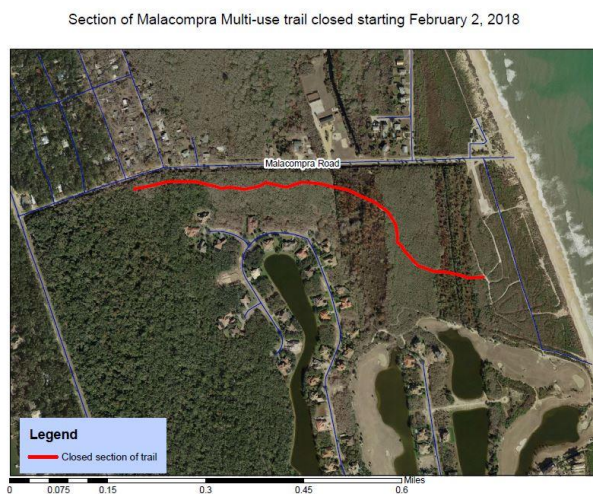 Section of Malacompra Multi-use trail closed starting February 2, 2018
Malacompra Road
Legend
Closed section of trail
Miles
0 0.075 0.15 0.3 0.45 0.6